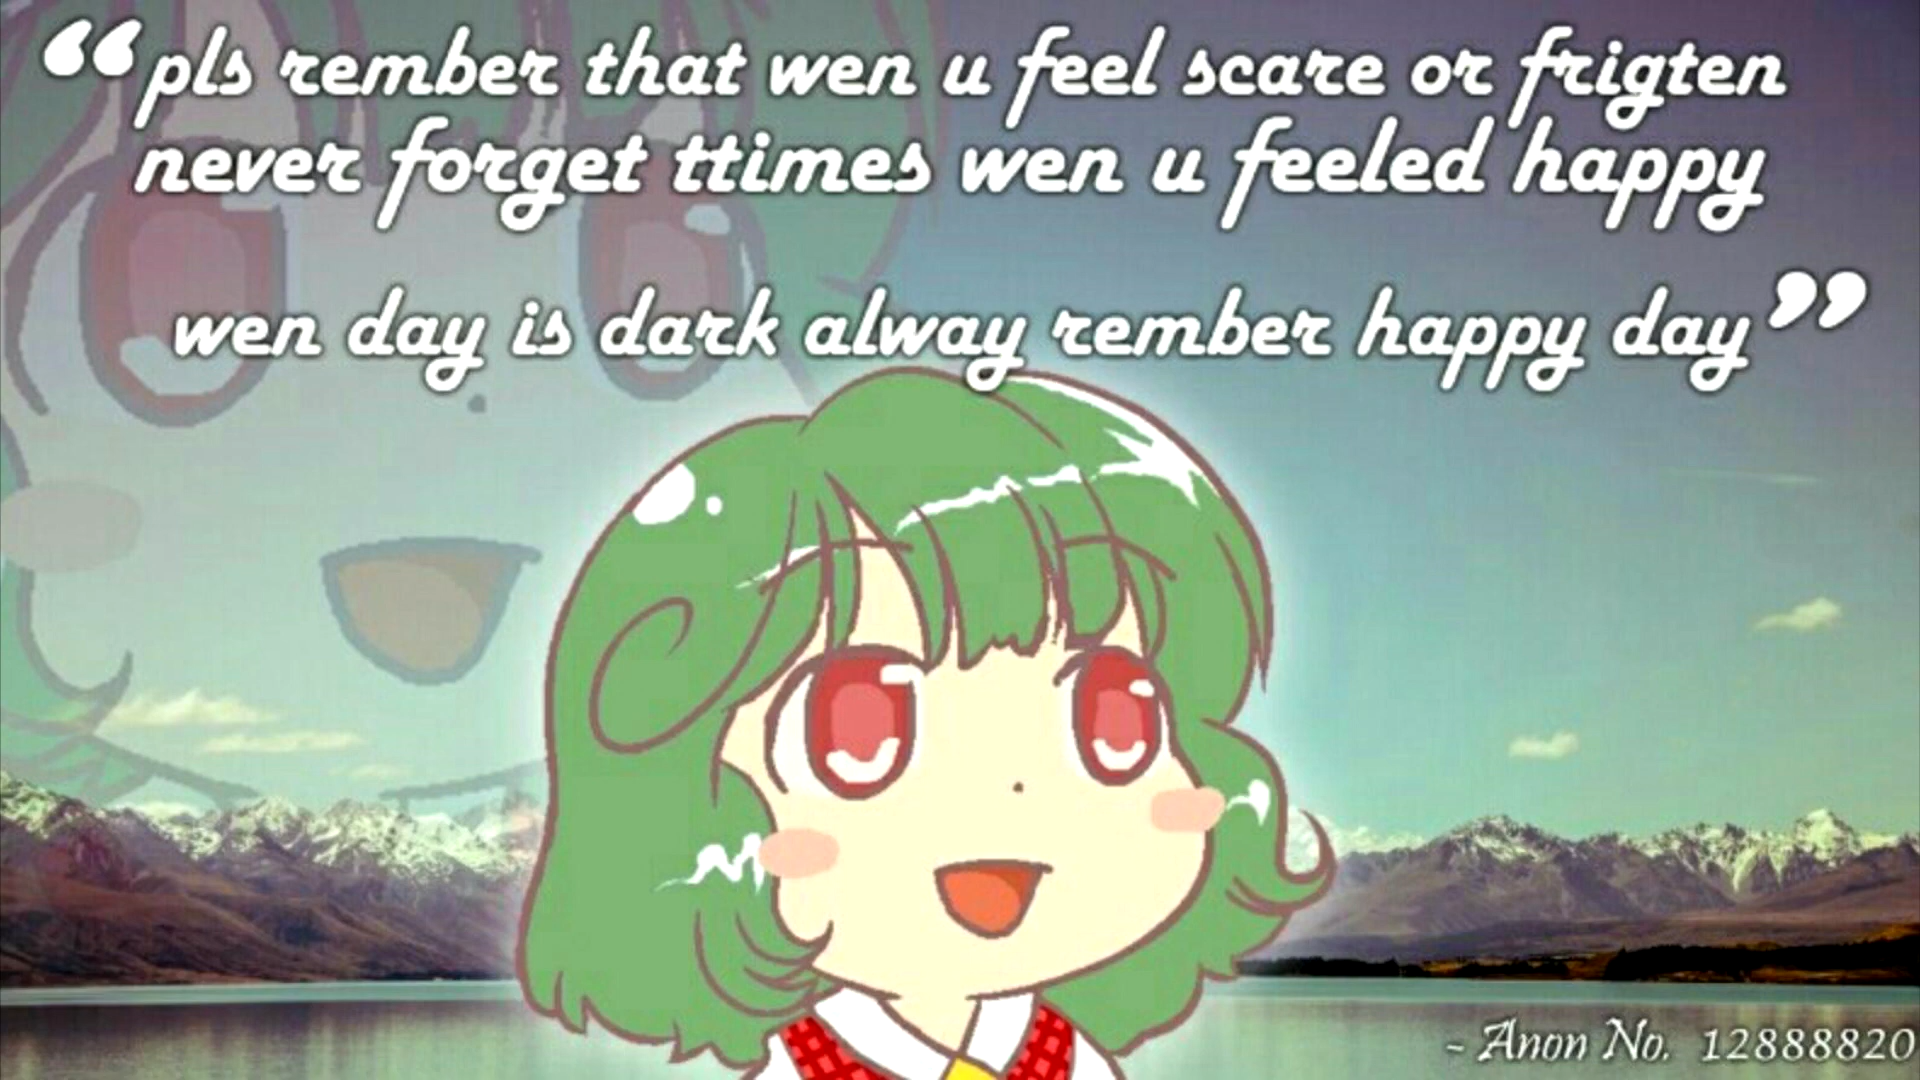 “pls rember that wen u feel scare or frigten
never forget ttimes wen u feeled happy
wen day is dark alway rember happy day”
~ Anon No. 12888820